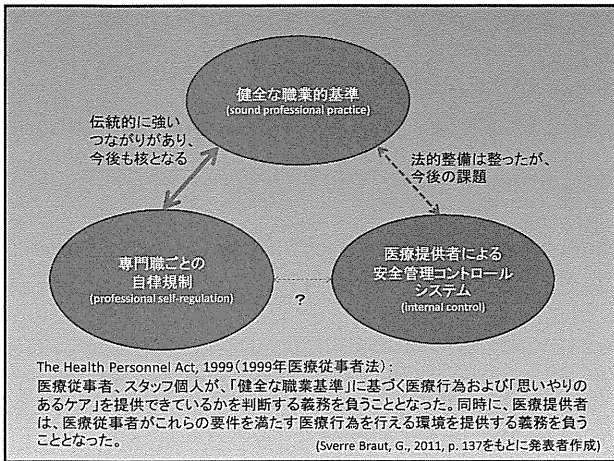 健全な職業的基準
(sound professional practice)
伝統的に強い
つながりがあり、
今後も核となる
法的整備は整ったが、
今後の課題
専門職ごとの
自律規制
(professional self-regulation)
医療提供者による
安全管理コントロール
システム
(internal control)
?
The Health Personnel Act, 1999(1999年医療従事者法):
医療従事者、スタッフ個人が、「健全な職業基準」に基づく医療行為および「思いやりの
あるケア」を提供できているかを判断する義務を負うこととなった。同時に、医療提供者
は、医療従事者がこれらの要件を満たす医療行為を行える環境を提供する義務を負う
こととなった。
(Sverre Braut, G., 2011, p. 137をもとに発表者作成)